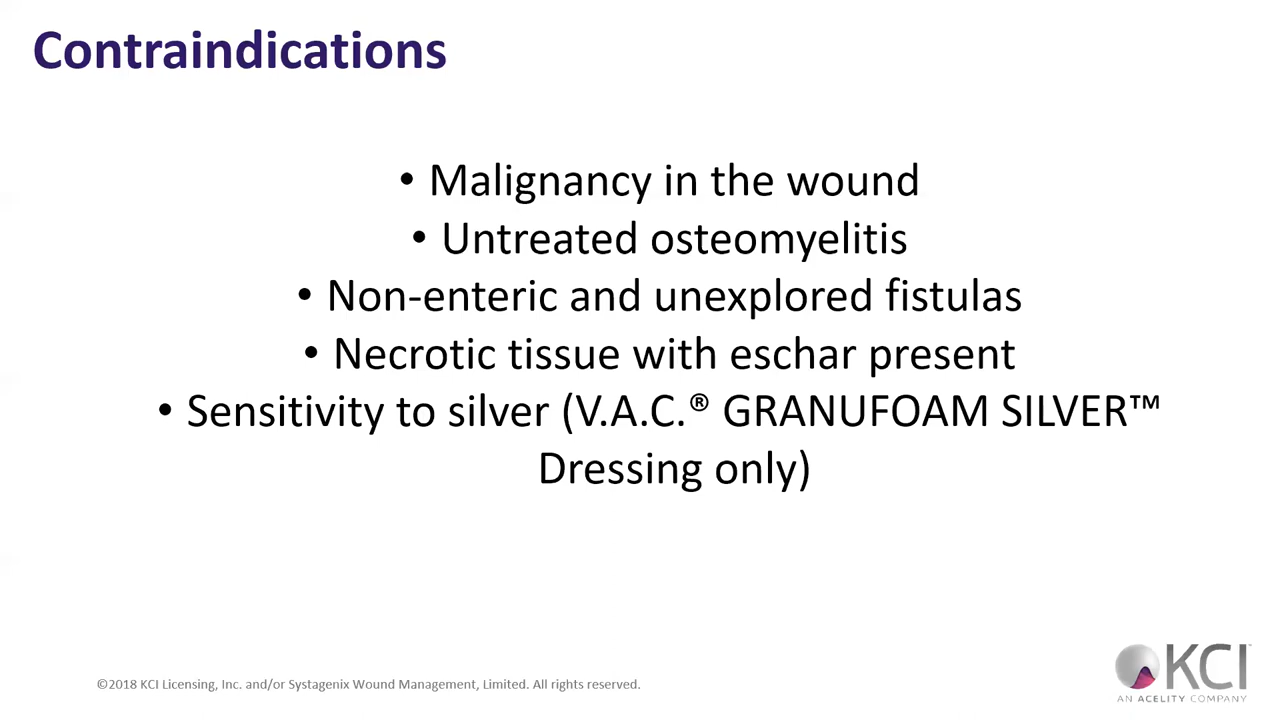 Contraindications
• Malignancy in the wound
• Untreated osteomyelitis
• Non-enteric and unexplored fistulas
• Necrotic tissue with eschar present
• Sensitivity to silver (V.A.C.® GRANUFOAM SILVER™
Dressing only)
©2018 KCI Licensing, Inc. and/or Systagenix Wound Management, Limited. All rights reserved.
KCI™
AN ACELITY COMPANY